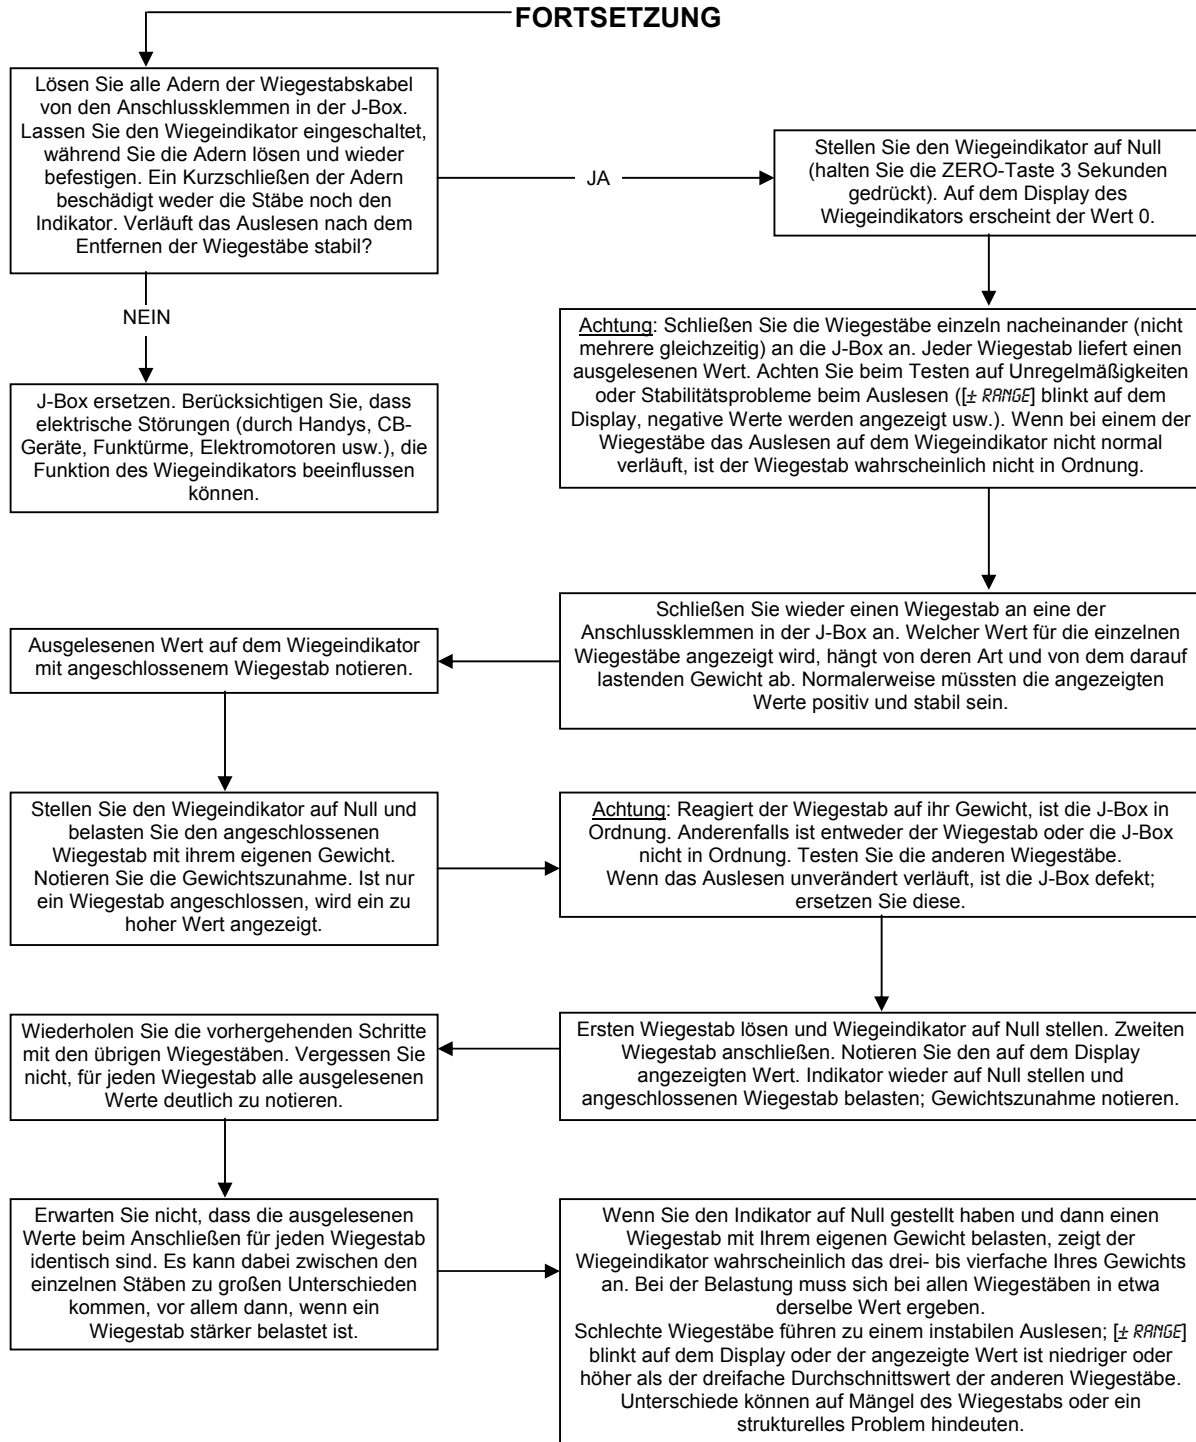 FORTSETZUNG
Lösen Sie alle Adern der Wiegestabskabel
von den Anschlussklemmen in der J-Box.
Lassen Sie den Wiegeindikator eingeschaltet,
während Sie die Adern lösen und wieder
befestigen. Ein Kurzschließen der Adern
beschädigt weder die Stäbe noch den
Indikator. Verläuft das Auslesen nach dem
Entfernen der Wiegestäbe stabil?
JA
Stellen Sie den Wiegeindikator auf Null
(halten Sie die ZERO-Taste 3 Sekunden
gedrückt). Auf dem Display des
Wiegeindikators erscheint der Wert 0.
NEIN
J-Box ersetzen. Berücksichtigen Sie, dass
elektrische Störungen (durch Handys, CB-
Geräte, Funktürme, Elektromotoren usw.), die
Funktion des Wiegeindikators beeinflussen
können.
Achtung: Schließen Sie die Wiegestäbe einzeln nacheinander (nicht
mehrere gleichzeitig) an die J-Box an. Jeder Wiegestab liefert einen
ausgelesenen Wert. Achten Sie beim Testen auf Unregelmäßigkeiten
oder Stabilitätsprobleme beim Auslesen ([± RANGE] blinkt auf dem
Display, negative Werte werden angezeigt usw.). Wenn bei einem der
Wiegestäbe das Auslesen auf dem Wiegeindikator nicht normal
verläuft, ist der Wiegestab wahrscheinlich nicht in Ordnung.
Schließen Sie wieder einen Wiegestab an eine der
Anschlussklemmen in der J-Box an. Welcher Wert für die einzelnen
Wiegestäbe angezeigt wird, hängt von deren Art und von dem darauf
lastenden Gewicht ab. Normalerweise müssten die angezeigten
Werte positiv und stabil sein.
Ausgelesenen Wert auf dem Wiegeindikator
mit angeschlossenem Wiegestab notieren.
Stellen Sie den Wiegeindikator auf Null und
belasten Sie den angeschlossenen
Wiegestab mit ihrem eigenen Gewicht.
Notieren Sie die Gewichtszunahme. Ist nur
ein Wiegestab angeschlossen, wird ein zu
hoher Wert angezeigt.
Achtung: Reagiert der Wiegestab auf ihr Gewicht, ist die J-Box in
Ordnung. Anderenfalls ist entweder der Wiegestab oder die J-Box
nicht in Ordnung. Testen Sie die anderen Wiegestäbe.
Wenn das Auslesen unverändert verläuft, ist die J-Box defekt;
ersetzen Sie diese.
Ersten Wiegestab lösen und Wiegeindikator auf Null stellen. Zweiten
Wiegestab anschließen. Notieren Sie den auf dem Display
angezeigten Wert. Indikator wieder auf Null stellen und
angeschlossenen Wiegestab belasten; Gewichtszunahme notieren.
Wiederholen Sie die vorhergehenden Schritte
mit den übrigen Wiegestäben. Vergessen Sie
nicht, für jeden Wiegestab alle ausgelesenen
Werte deutlich zu notieren.
Erwarten Sie nicht, dass die ausgelesenen
Werte beim Anschließen für jeden Wiegestab
identisch sind. Es kann dabei zwischen den
einzelnen Stäben zu großen Unterschieden
kommen, vor allem dann, wenn ein
Wiegestab stärker belastet ist.
Wenn Sie den Indikator auf Null gestellt haben und dann einen
Wiegestab mit Ihrem eigenen Gewicht belasten, zeigt der
Wiegeindikator wahrscheinlich das drei- bis vierfache Ihres Gewichts
an. Bei der Belastung muss sich bei allen Wiegestäben in etwa
derselbe Wert ergeben.
Schlechte Wiegestäbe führen zu einem instabilen Auslesen; [± RANGE]
blinkt auf dem Display oder der angezeigte Wert ist niedriger oder
höher als der dreifache Durchschnittswert der anderen Wiegestäbe.
Unterschiede können auf Mängel des Wiegestabs oder ein
strukturelles Problem hindeuten.